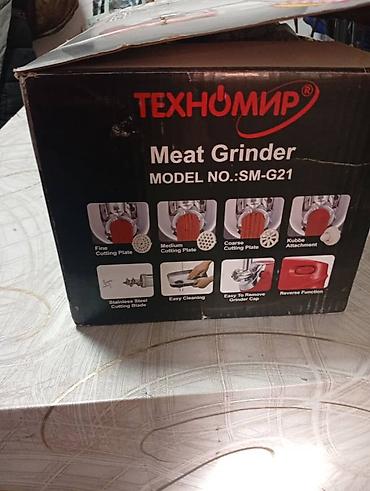 ТЕХНОМИР®
Meat Grinder
MODEL NO.:SM-G21
Fine
Cutting Plate
Medium
Cutting Plate
Coarse
Cutting Plate
Kubbe
Attachment
Stainless Steel
Cutting Blade
Easy Cleaning
Easy To Remove
Grinder Cap
Reverse Function